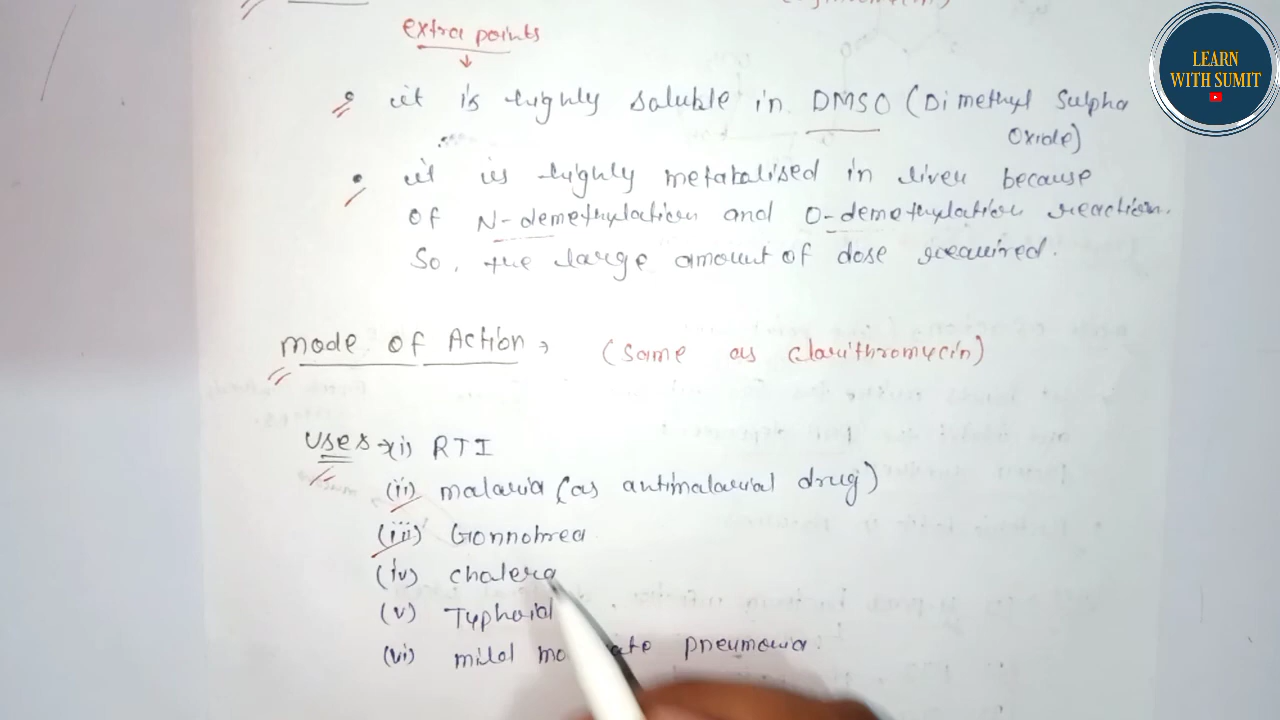 extra points
LEARN
WITH SUMIT
it is highly soluble in DMSO (Dimethyl Sulpha
Oxide)
it is highly metabolised in liver because
of N-demethylation and O-demethylation reaction.
So, the large amount of dose required.
mode of Action →
(same as clarithromycin)
Uses → (i) RTI
(ii) malaria (as antimalarial drug)
(iii) Gonnohrea
(iv) Chalera
(v) Typhoid
(vi) mild pneumonia.